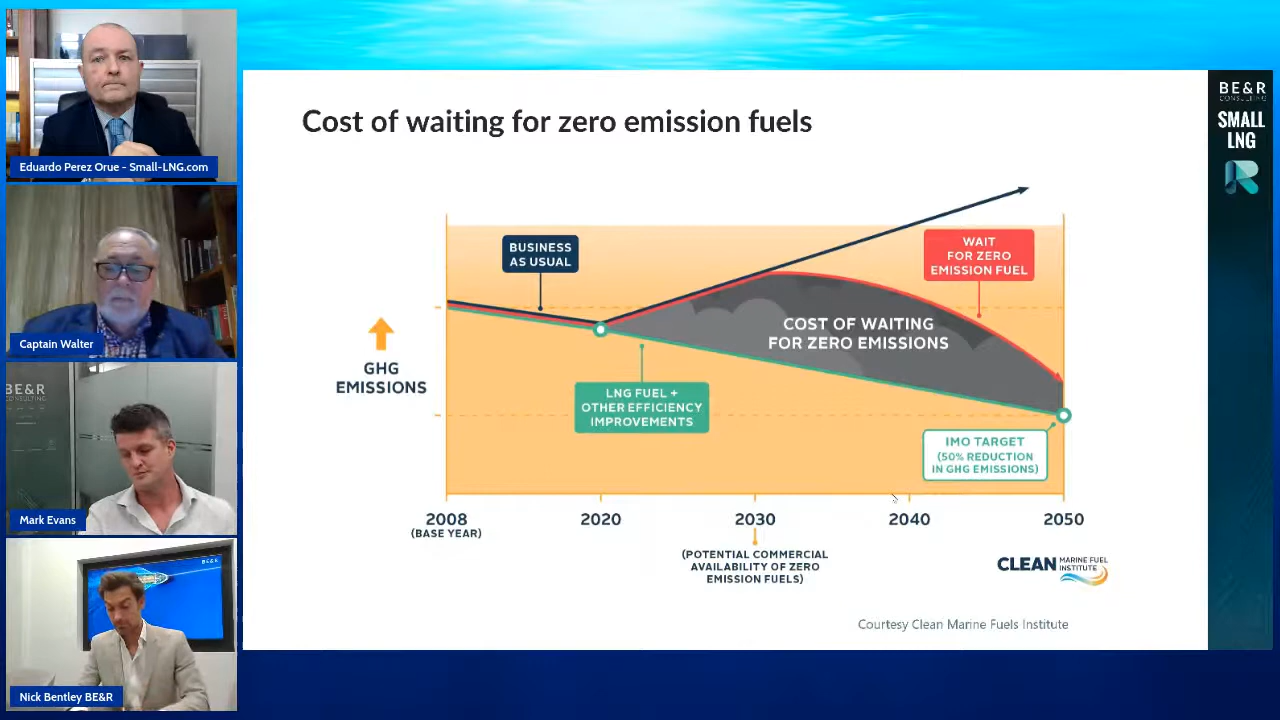 Eduardo Perez Orue - Small-LNG.com
Captain Walter
BE&R
CONSULTING
Mark Evans
BE&R
Nick Bentley BE&R
Cost of waiting for zero emission fuels
BUSINESS
AS USUAL
WAIT
FOR ZERO
EMISSION FUEL
COST OF WAITING
FOR ZERO EMISSIONS
GHG
EMISSIONS
LNG FUEL +
OTHER EFFICIENCY
IMPROVEMENTS
IMO TARGET
(50% REDUCTION
IN GHG EMISSIONS)
2008
(BASE YEAR)
2020
2030
2040
2050
(POTENTIAL COMMERCIAL
AVAILABILITY OF ZERO
EMISSION FUELS)
CLEAN
MARINE FUEL
INSTITUTE
Courtesy Clean Marine Fuels Institute
BE&R
CONSULTING
SMALL
LNG